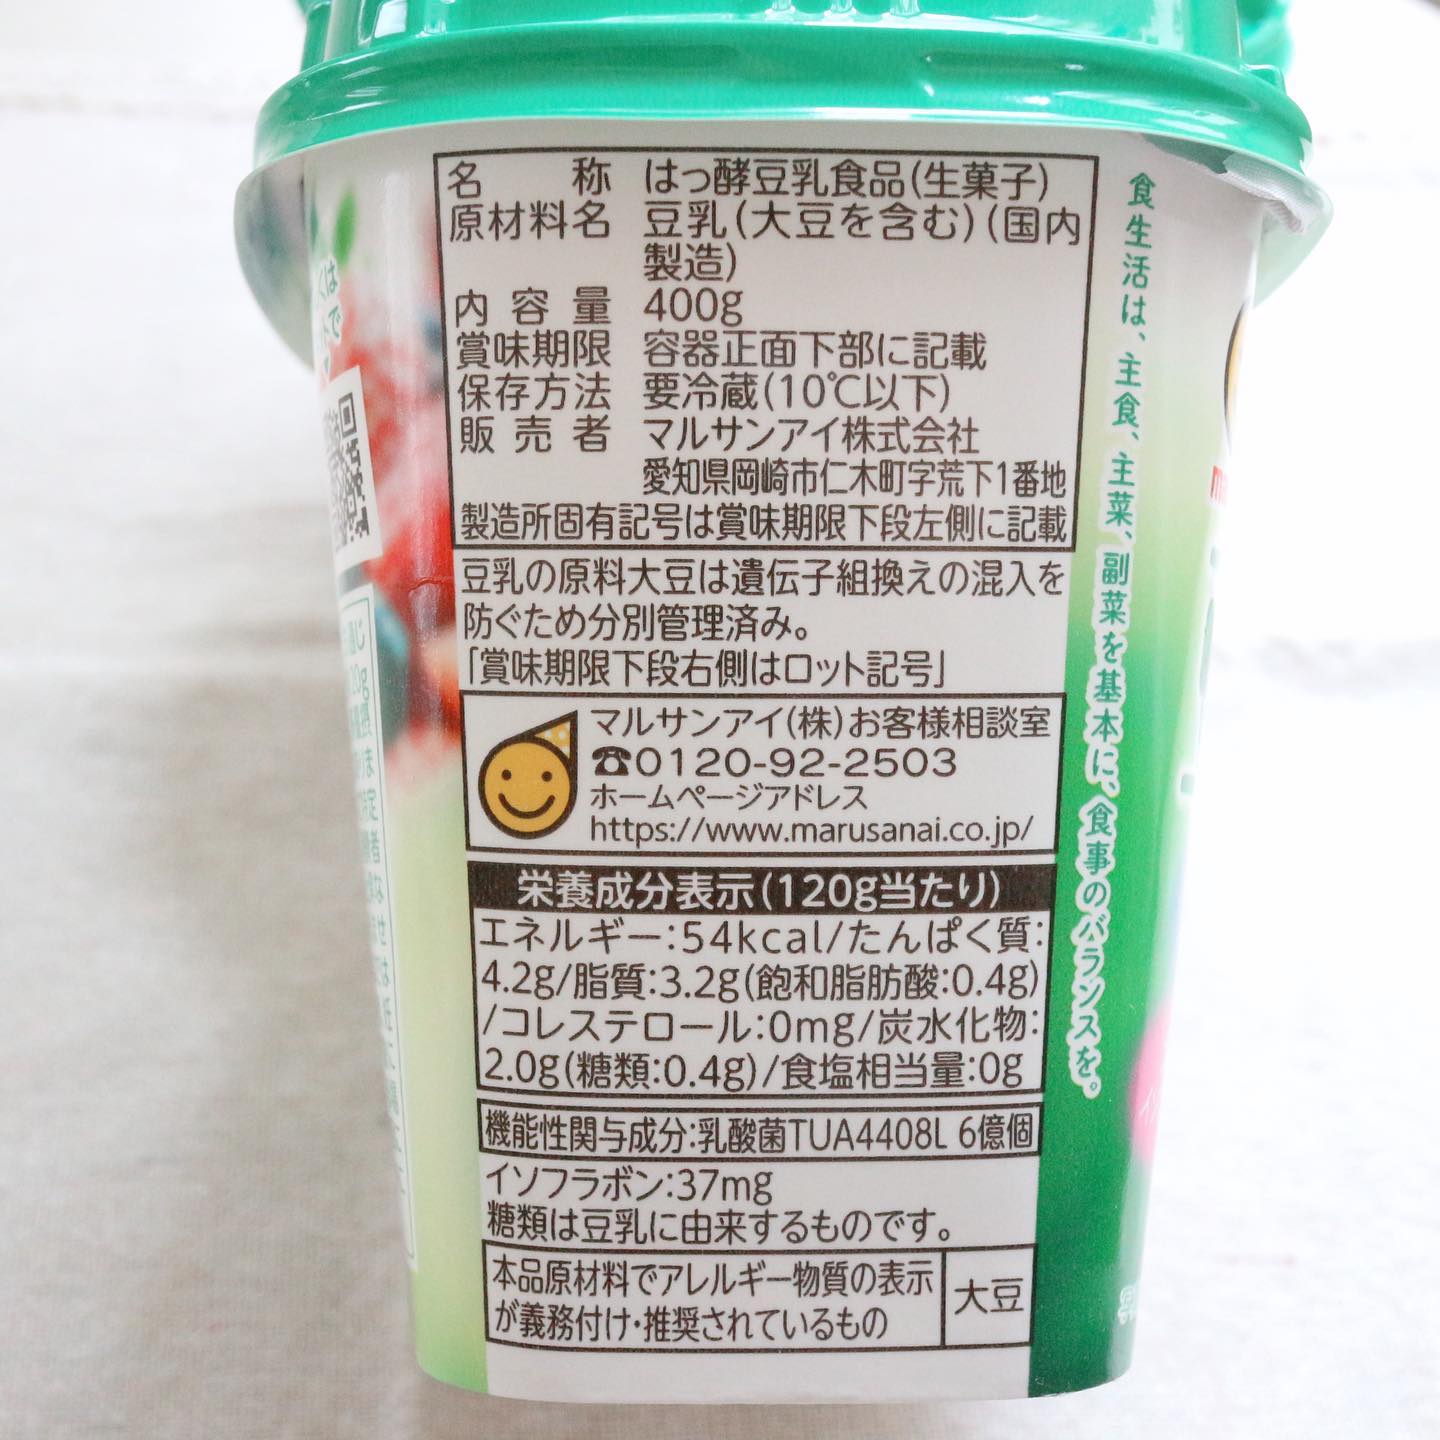 名称 はっ酵豆乳食品(生菓子)
原材料名 豆乳(大豆を含む)(国内
製造)
内容量 400g
賞味期限 容器正面下部に記載
保存方法 要冷蔵(10℃以下)
販売者 マルサンアイ株式会社
愛知県岡崎市仁木町字荒下1番地
製造所固有記号は賞味期限下段左側に記載
豆乳の原料大豆は遺伝子組換えの混入を
防ぐため分別管理済み。
「賞味期限下段右側はロット記号」
マルサンアイ(株)お客様相談室
☎0120-92-2503
ホームページアドレス
https://www.marusanai.co.jp/
栄養成分表示(120g当たり)
エネルギー:54kcal/たんぱく質:
4.2g/脂質:3.2g(飽和脂肪酸:0.4g)
/コレステロール:0mg/炭水化物:
2.0g(糖類:0.4g)/食塩相当量:0g
機能性関与成分:乳酸菌TUA4408L 6億個
イソフラボン:37mg
糖類は豆乳に由来するものです。
本品原材料でアレルギー物質の表示
が義務付け・推奨されているもの
大豆
食生活は、主食、主菜、副菜を基本に、食事のバランスを。